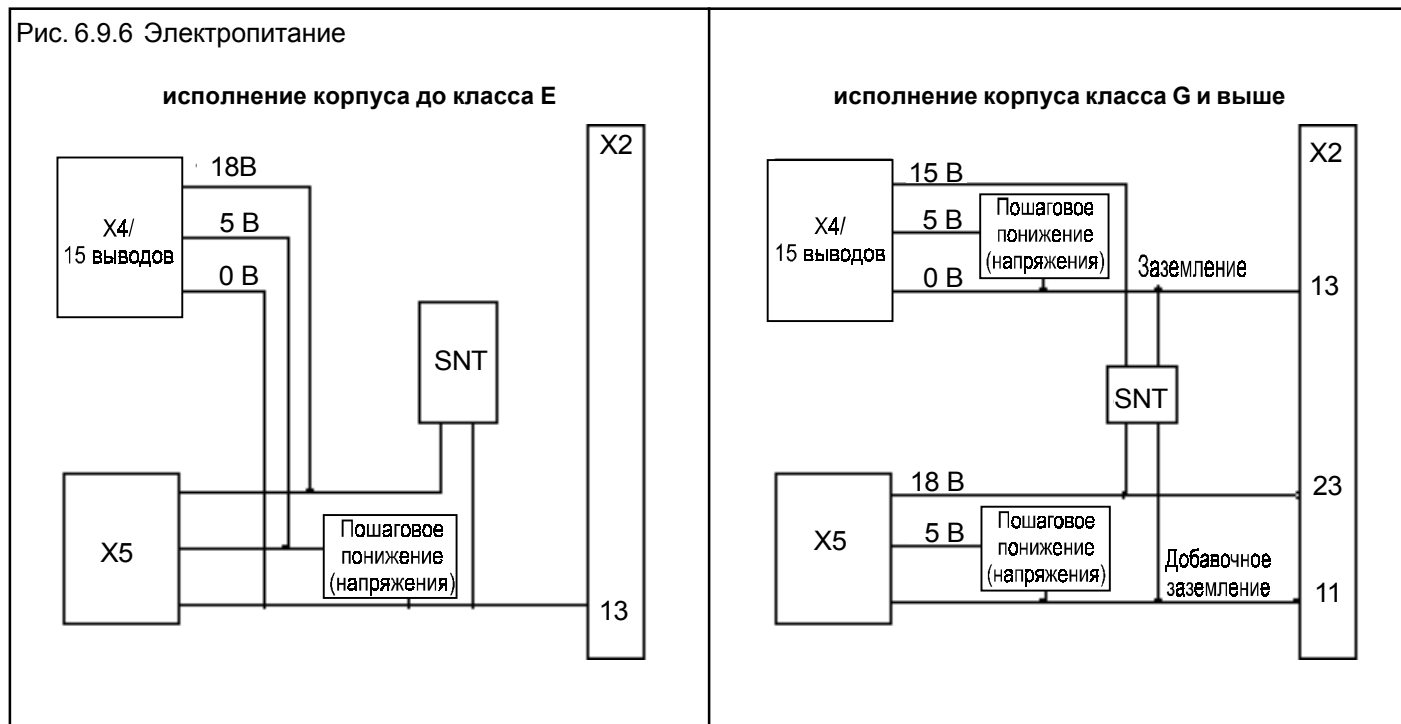 Рис. 6.9.6 Электропитание
исполнение корпуса до класса E
X2
18В
5 В
0 В
X4/
15 выводов
SNT
X5
Пошаговое
понижение
(напряжения)
13
исполнение корпуса класса G и выше
X2
15 В
5 В
0 В
X4/
15 выводов
Пошаговое
понижение
(напряжения)
Заземление
13
SNT
18 В
23
5 В
X5
Пошаговое
понижение
(напряжения)
Добавочное
заземление
11